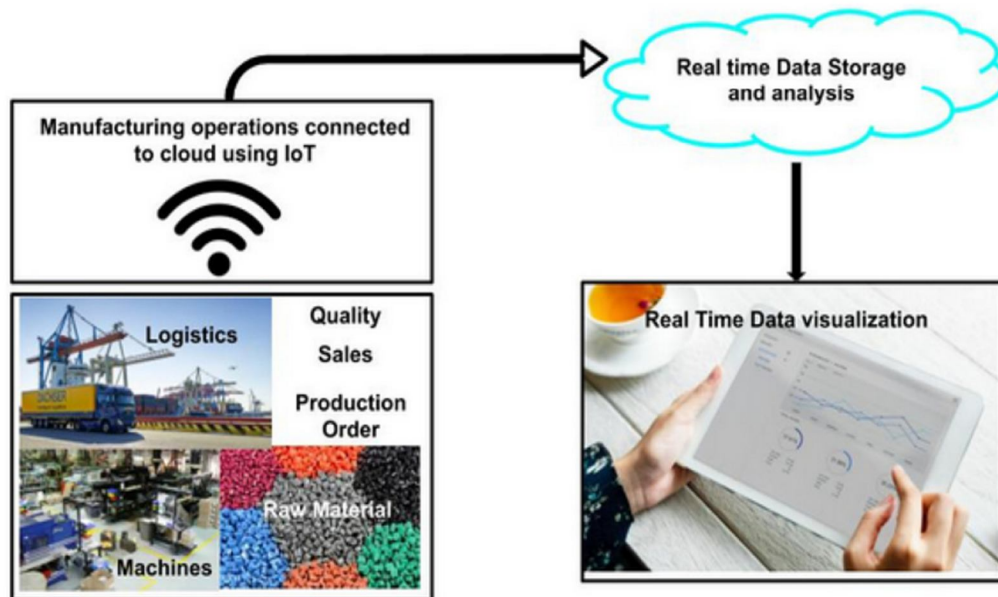 Real time Data Storage
and analysis
Manufacturing operations connected
to cloud using IoT
Logistics
Quality
Sales
Production
Order
Raw Material
Machines
Real Time Data visualization
DACHSER